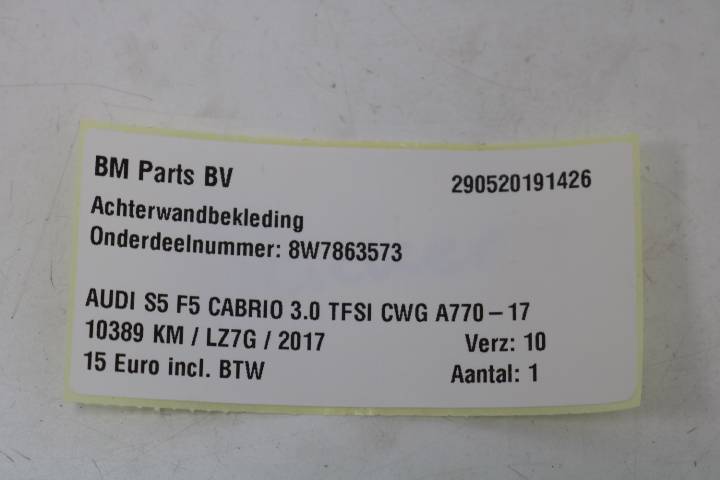 BM Parts BV 290520191426
Achterwandbekleding
Onderdeelnummer: 8W7863573
AUDI S5 F5 CABRIO 3.0 TFSI CWG A770-17
10389 KM / LZ7G / 2017 Verz: 10
15 Euro incl. BTW Aantal: 1